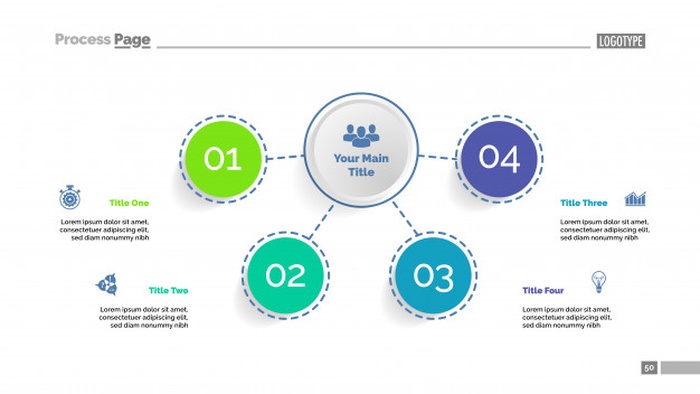 Process Page
LOGOTYPE
01
Your Main
Title
04
Title One
Lorem ipsum dolor sit amet,
consectetuer adipiscing elit,
sed diam nonummy nibh
Title Three
Lorem ipsum dolor sit amet,
consectetuer adipiscing elit,
sed diam nonummy nibh
02
03
Title Two
Lorem ipsum dolor sit amet,
consectetuer adipiscing elit,
sed diam nonummy nibh
Title Four
Lorem ipsum dolor sit amet,
consectetuer adipiscing elit,
sed diam nonummy nibh
50